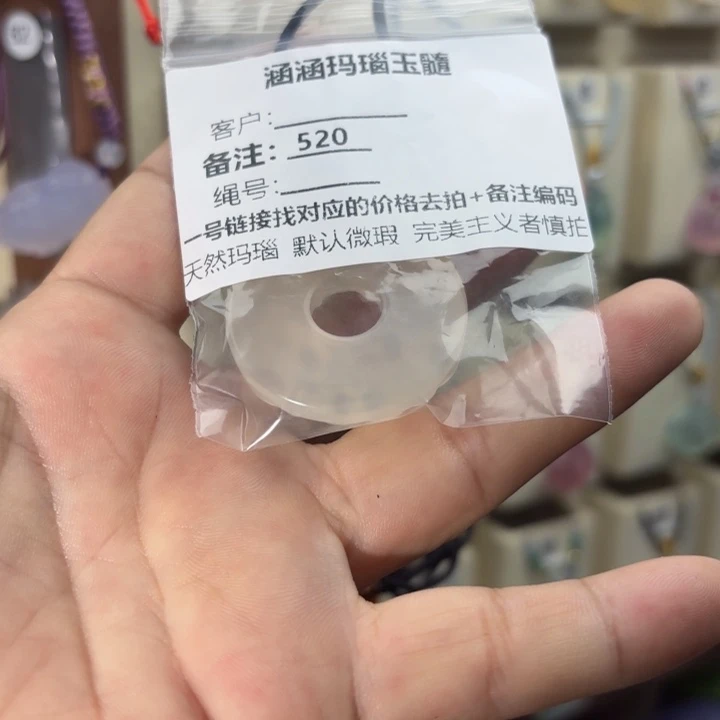 涵涵玛瑙玉髓
客户:
备注: 520
绳号:
一号链接找对应的价格去拍+备注编码
天然玛瑙 默认微瑕 完美主义者慎拍